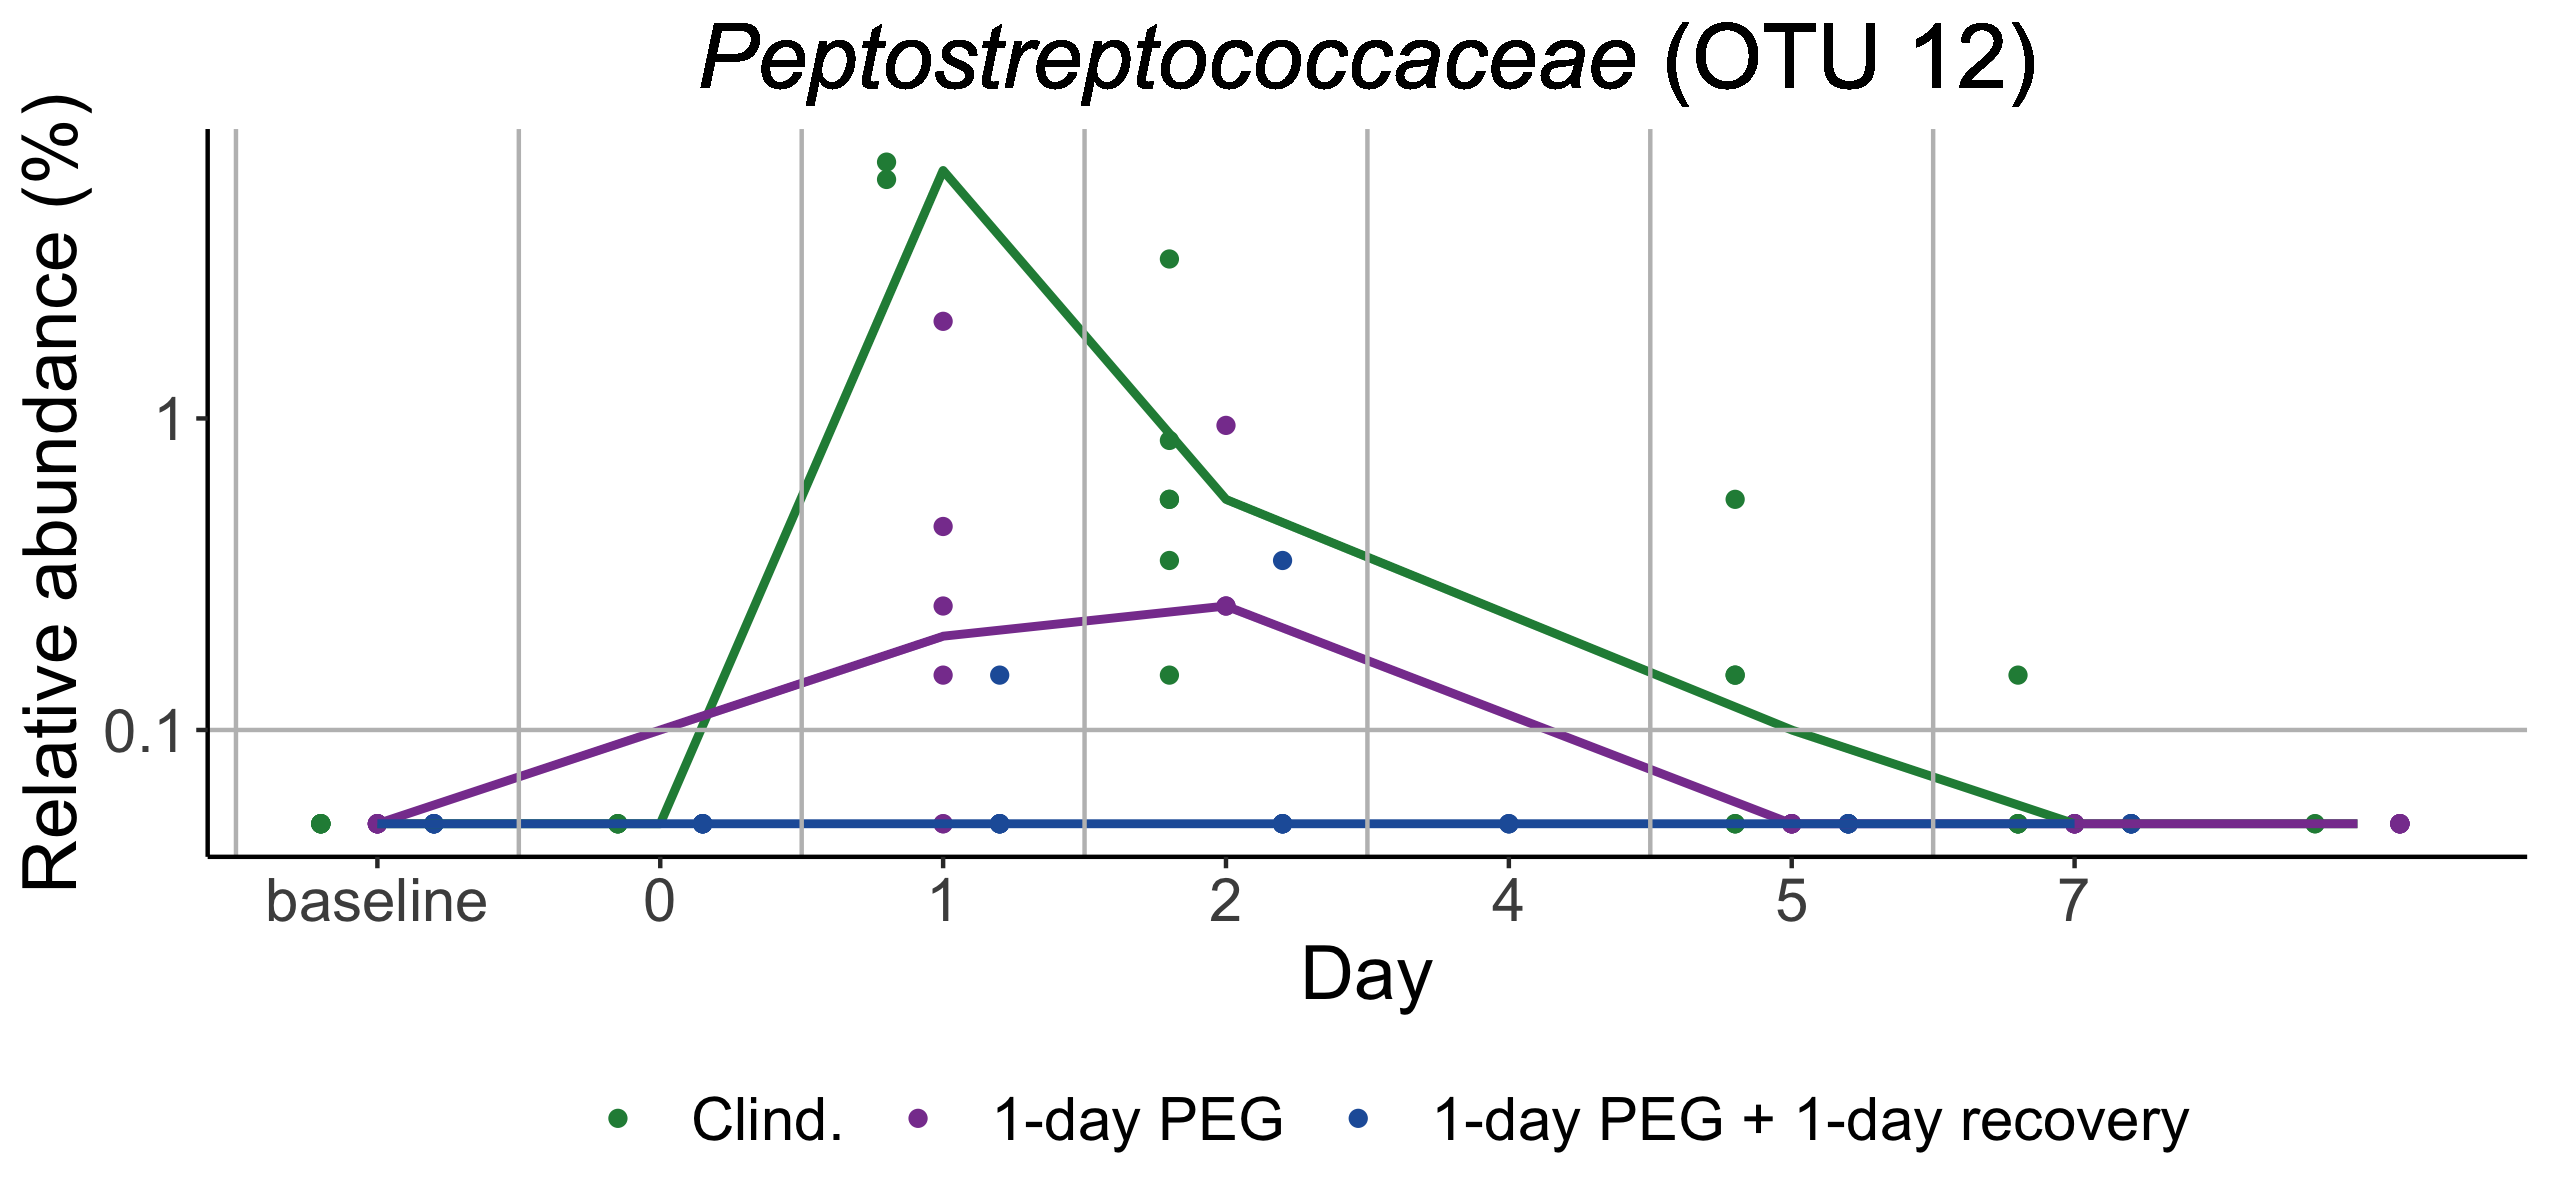 Peptostreptococcaceae (OTU 12)
Relative abundance (%)
1
0.1
baseline 0 1 2 4 5 7
Day
Clind. 1-day PEG 1-day PEG + 1-day recovery